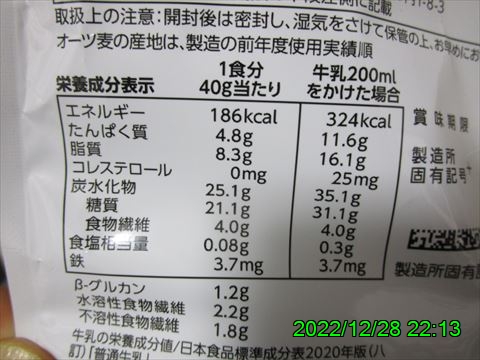 側に記載
1-8-3
取扱上の注意:開封後は密封し、湿気をさけて保管の上、お早めにお
オーツ麦の産地は、製造の前年度使用実績順
栄養成分表示 1食分 40g当たり 牛乳200ml をかけた場合
エネルギー 186kcal 324kcal
たんぱく質 4.8g 11.6g
脂質 8.3g 16.1g
コレステロール 0mg 25mg
炭水化物 25.1g 35.1g
糖質 21.1g 31.1g
食物繊維 4.0g 4.0g
食塩相当量 0.08g 0.3g
鉄 3.7mg 3.7mg
β-グルカン 1.2g
水溶性食物繊維 2.2g
不溶性食物繊維 1.8g
牛乳の栄養成分値/日本食品標準成分表2020年版(八
訂)「普通牛乳」
賞味期限
製造所
固有記号+
製造所固有
2022/12/28 22:13